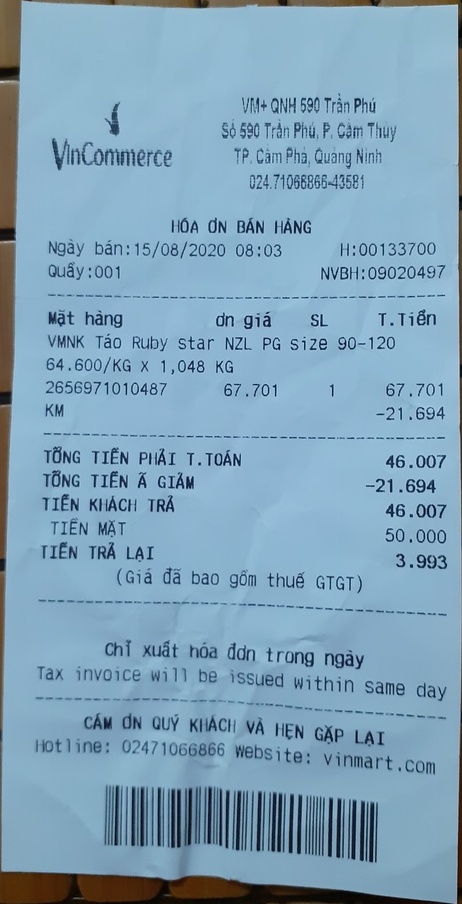 VinCommerce
VM+ QNH 590 Trần Phú
Số 590 Trần Phú, P. Cẩm Thủy
TP. Cẩm Phả, Quảng Ninh
024.71066866-43581
HÓA ƠN BÁN HÀNG
Ngày bán:15/08/2020 08:03 H:00133700
Quầy:001 NVBH:09020497
Mặt hàng ơn giá SL T.Tiền
VMNK Táo Ruby star NZL PG size 90-120
64.600/KG X 1,048 KG
2656971010487 67.701 1 67.701
KM -21.694
TỔNG TIỀN PHẢI T.TOÁN 46.007
TỔNG TIỀN Ã GIẢM -21.694
TIỀN KHÁCH TRẢ 46.007
TIỀN MẶT 50.000
TIỀN TRẢ LẠI 3.993
(Giá đã bao gồm thuế GTGT)
Chỉ xuất hóa đơn trong ngày
Tax invoice will be issued within same day
CÁM ƠN QUÝ KHÁCH VÀ HẸN GẶP LẠI
Hotline: 02471066866 Website: vinmart.com